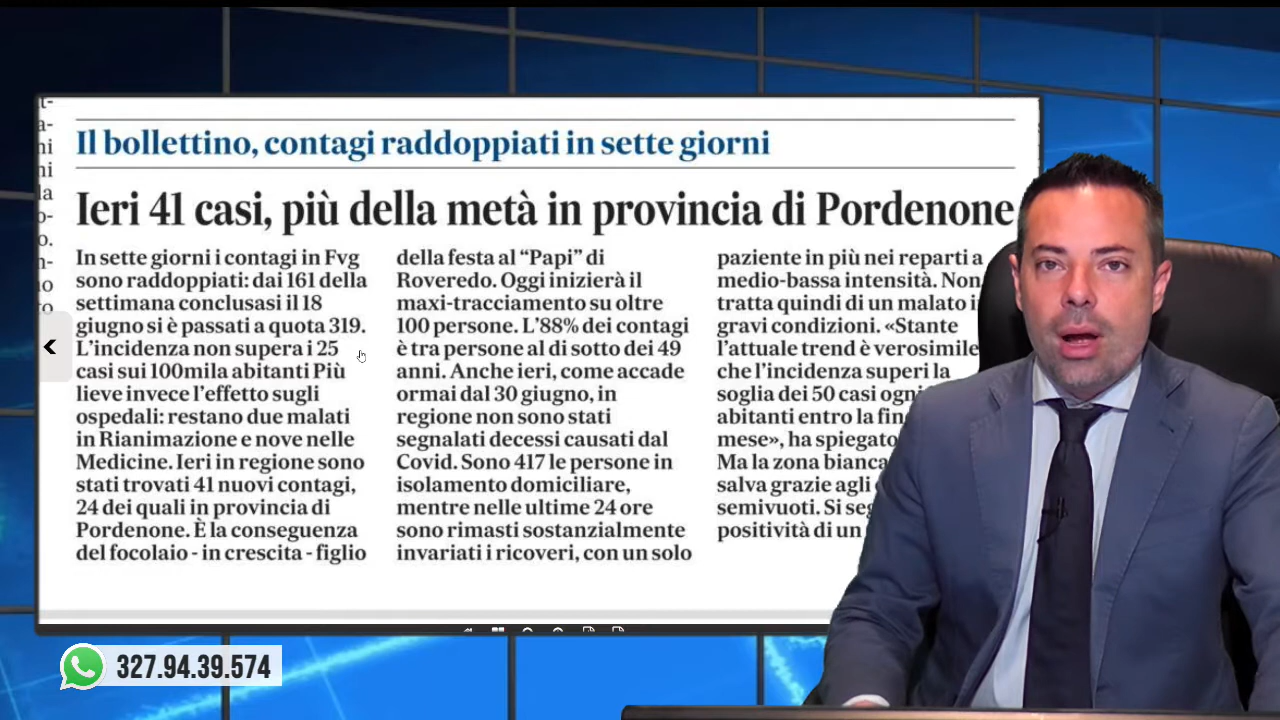 Il bollettino, contagi raddoppiati in sette giorni
Ieri 41 casi, più della metà in provincia di Pordenone
In sette giorni i contagi in Fvg
sono raddoppiati: dai 161 della
settimana conclusasi il 18
giugno si è passati a quota 319.
L'incidenza non supera i 25
casi sui 100mila abitanti Più
lieve invece l'effetto sugli
ospedali: restano due malati
in Rianimazione e nove nelle
Medicine. Ieri in regione sono
stati trovati 41 nuovi contagi,
24 dei quali in provincia di
Pordenone. È la conseguenza
del focolaio - in crescita - figlio
della festa al “Papi” di
Roveredo. Oggi inizierà il
maxi-tracciamento su oltre
100 persone. L'88% dei contagi
è tra persone al di sotto dei 49
anni. Anche ieri, come accade
ormai dal 30 giugno, in
regione non sono stati
segnalati decessi causati dal
Covid. Sono 417 le persone in
isolamento domiciliare,
mentre nelle ultime 24 ore
sono rimasti sostanzialmente
invariati i ricoveri, con un solo
paziente in più nei reparti a
medio-bassa intensità. Non
tratta quindi di un malato
gravi condizioni. «Stante
l'attuale trend è verosimile
che l'incidenza superi la
soglia dei 50 casi ogni
abitanti entro la
mese», ha spiegato
Ma la zona bianca
salva grazie agli
semivuoti. Si
positività di un
327.94.39.574